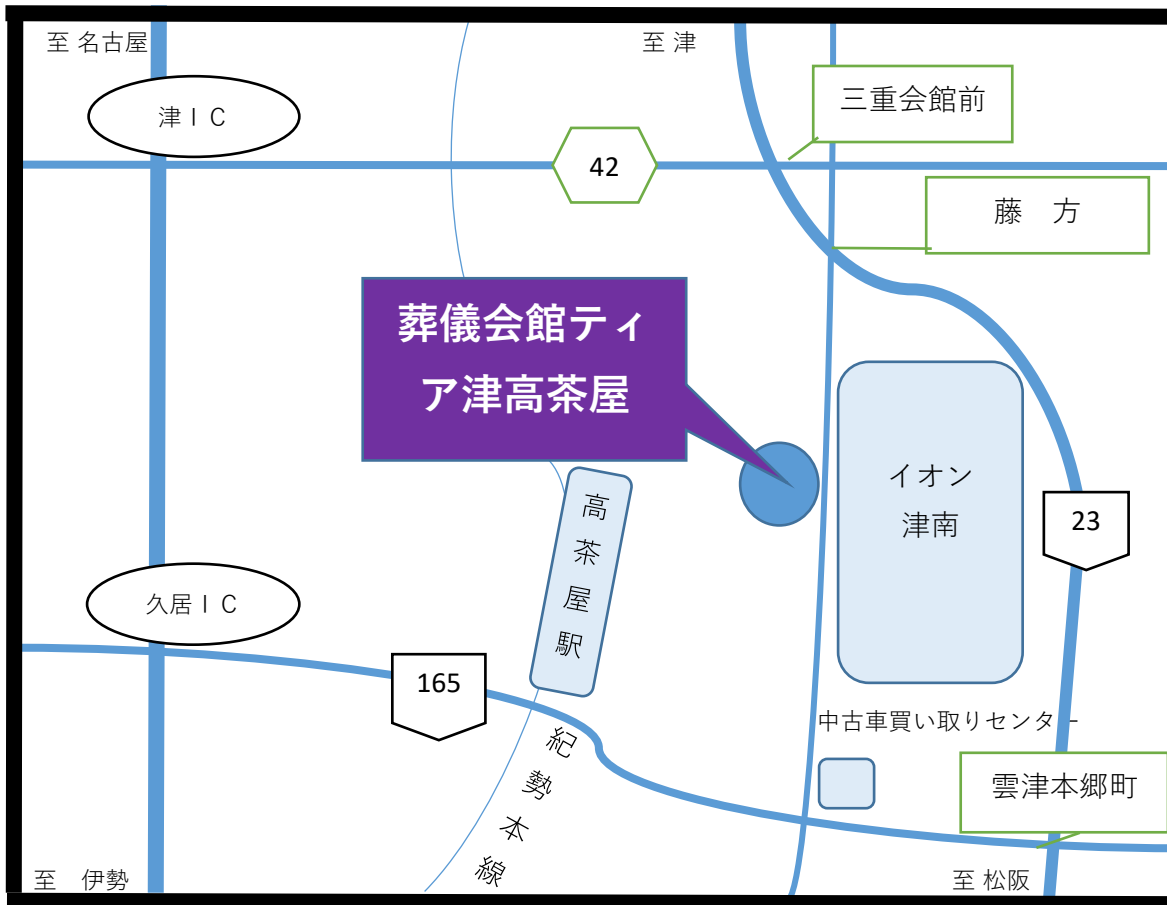 至 名古屋
至 津
津ＩＣ
三重会館前
42
藤　方
葬儀会館ティ
ア津高茶屋
イオン
津南
高茶屋駅
23
久居ＩＣ
165
中古車買い取りセンター
紀勢本線
雲津本郷町
至　伊勢
至 松阪